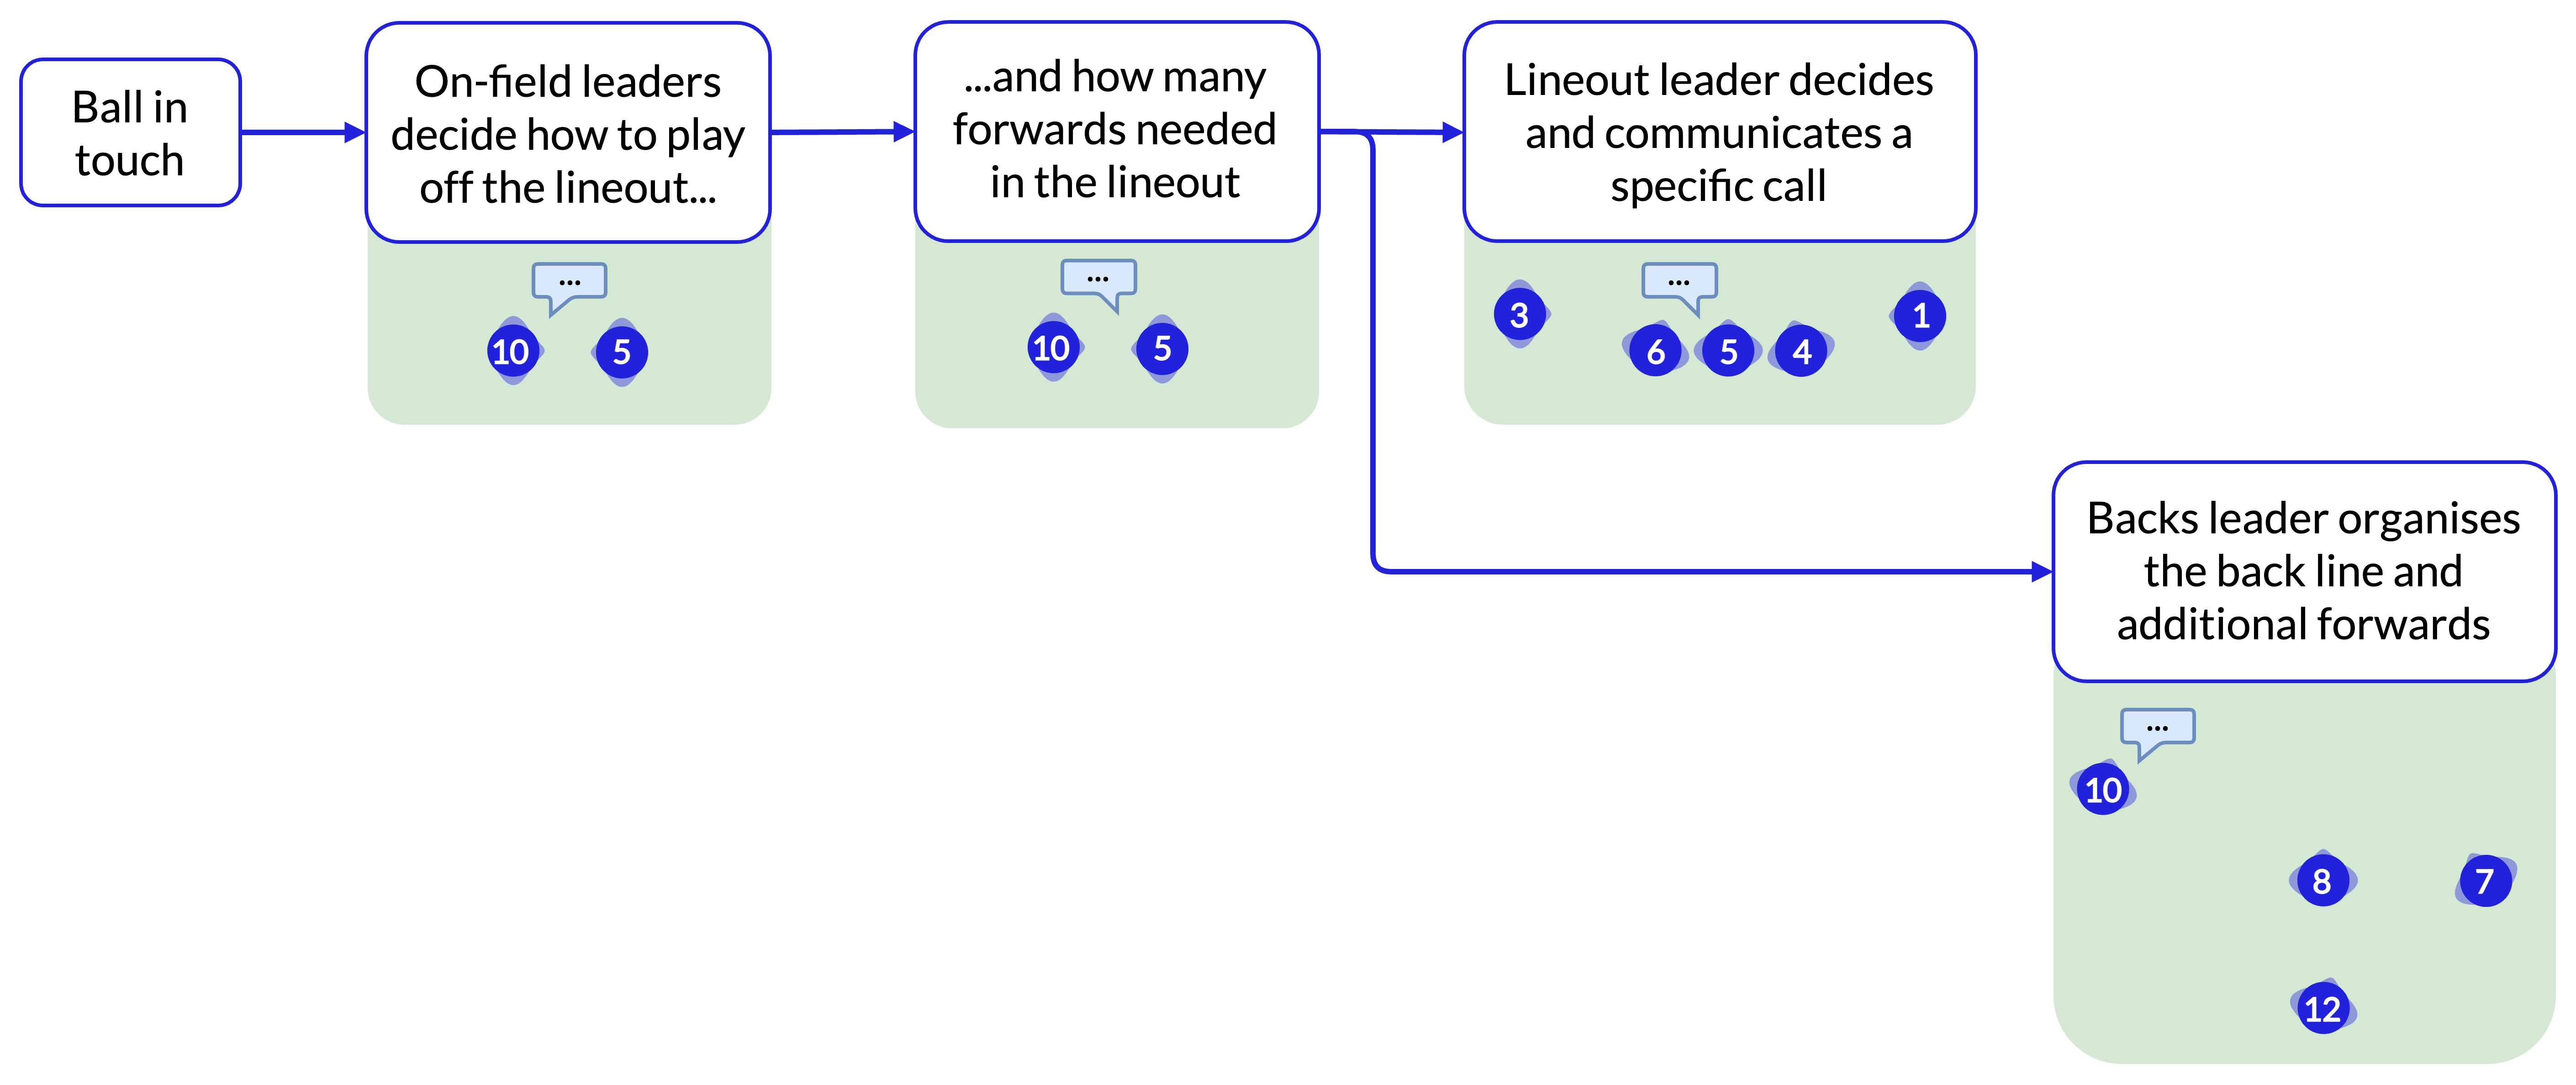 Ball in
touch
On-field leaders
decide how to play
off the lineout...
...
10
5
...and how many
forwards needed
in the lineout
...
10
5
Lineout leader decides
and communicates a
specific call
...
3
6
5
4
1
Backs leader organises
the back line and
additional forwards
...
10
8
7
12